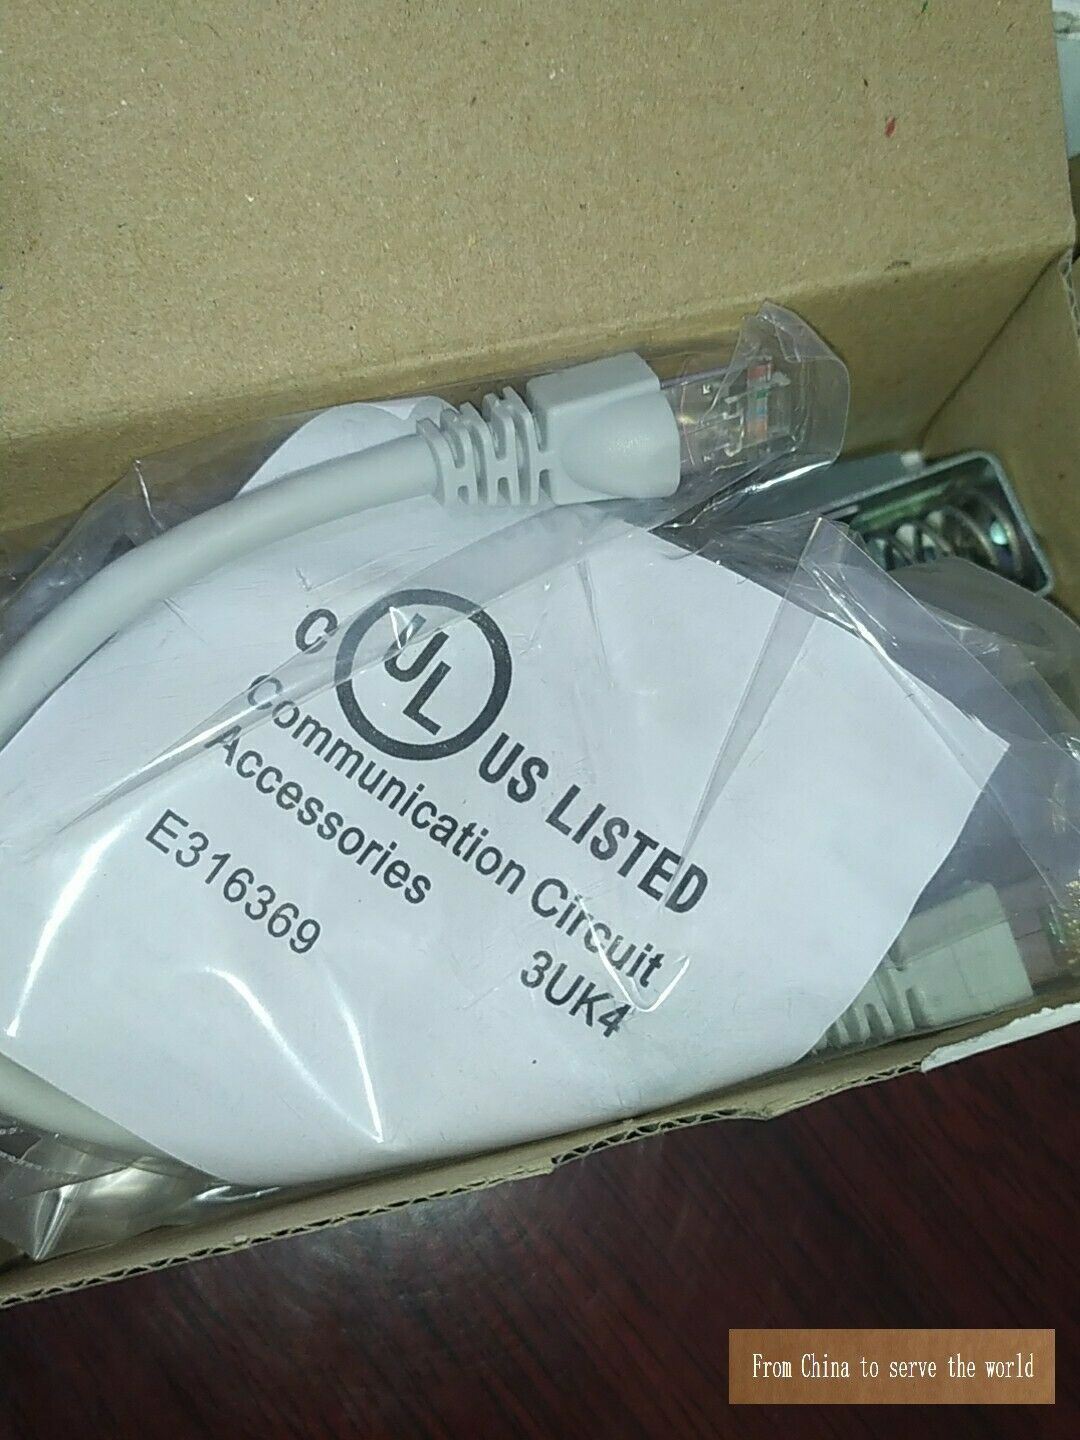 C UL US LISTED
Communication Circuit
Accessories
E316369 3UK4
From China to serve the world